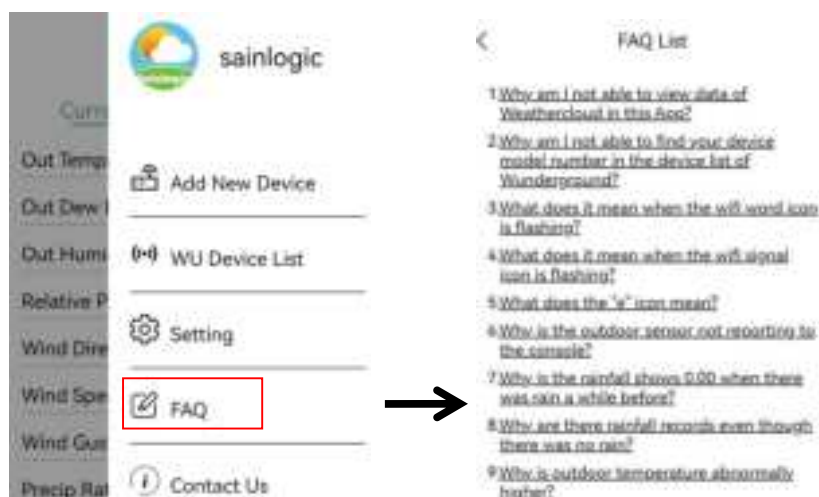 sainlogic
Curre
Out Temp
Out Dew
Out Humi
Relative P
Wind Dire
Wind Spe
Wind Gus
Precip Rat
Add New Device
WU Device List
Setting
FAQ
Contact Us
FAQ List
1.Why am I not able to view data of
Weathercloud in this App?
2.Why am I not able to find your device
model number in the device list of
Wunderground?
3.What does it mean when the wifi word icon
is flashing?
4.What does it mean when the wifi signal
icon is flashing?
5.What does the "e" icon mean?
6.Why is the outdoor sensor not reporting to
the console?
7.Why is the rainfall shows 0.00 when there
was rain a while before?
8.Why are there rainfall records even though
there was no rain?
9.Why is outdoor temperature abnormally
higher?